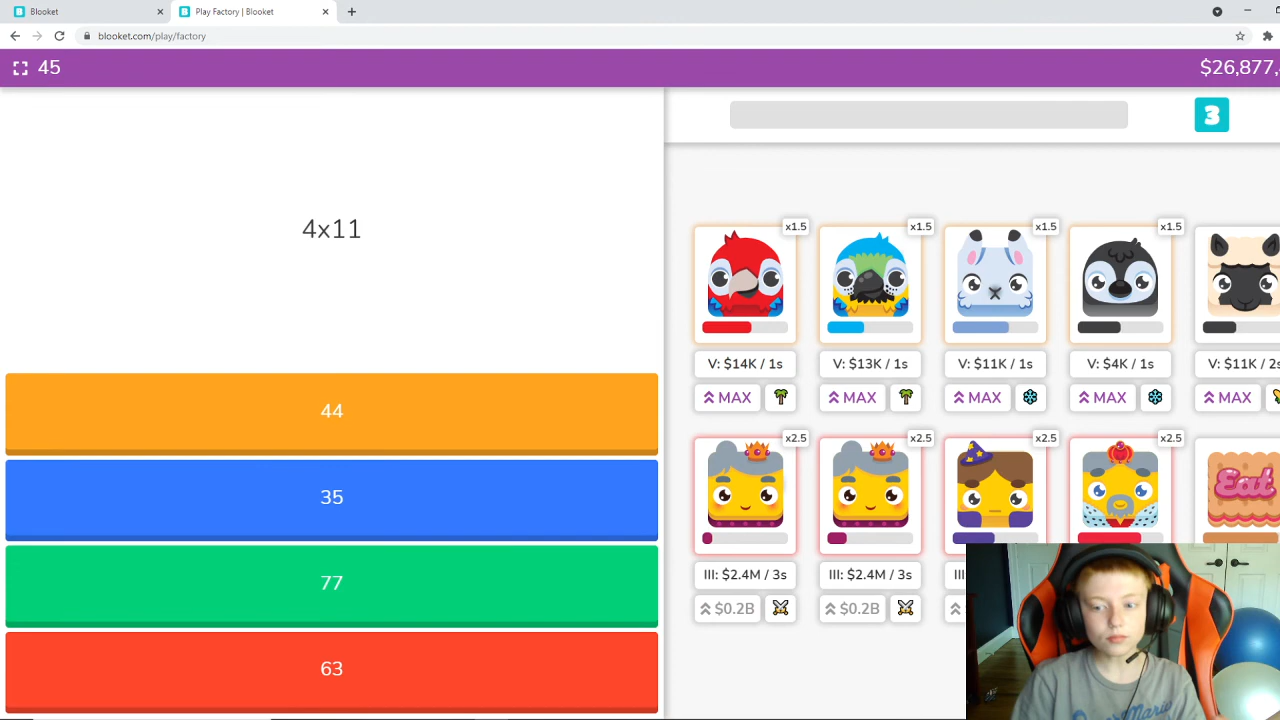 Blooket
Play Factory | Blooket
blooket.com/play/factory
45
$26,877,
3
4x11
44
35
77
63
x1.5 x1.5 x1.5 x1.5
V: $14K / 1s V: $13K / 1s V: $11K / 1s V: $4K / 1s V: $11K / 2s
MAX MAX MAX MAX MAX
x2.5 x2.5 x2.5 x2.5
Eat
III: $2.4M / 3s III: $2.4M / 3s III
$0.2B $0.2B